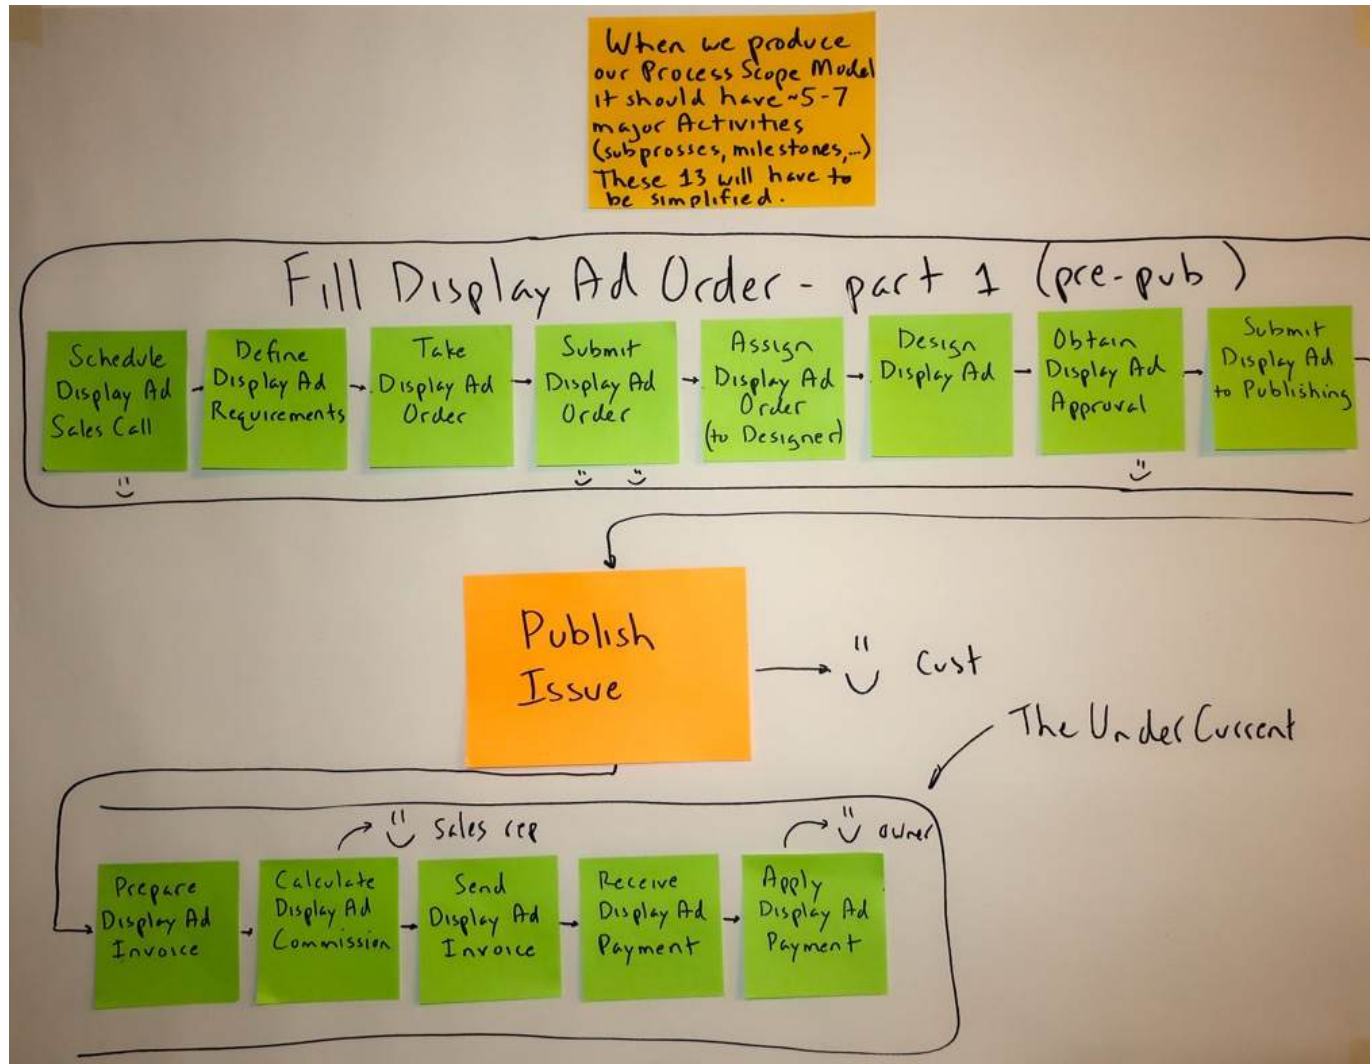 When we produce
our Process Scope Model
it should have ~5-7
major Activities
(subprosses, milestones,...)
These 13 will have to
be simplified.
Fill Display Ad Order - part 1 (pre-pub)
Schedule
Display Ad
Sales Call
Define
Display Ad
Requirements
Take
Display Ad
Order
Submit
Display Ad
Order
Assign
Display Ad
Order
(to Designer)
Design
Display Ad
Obtain
Display Ad
Approval
Submit
Display Ad
to Publishing
Publish
Issue
Cust
The UnderCurrent
sales rep
owner
Prepare
Display Ad
Invoice
Calculate
Display Ad
Commission
Send
Display Ad
Invoice
Receive
Display Ad
Payment
Apply
Display Ad
Payment